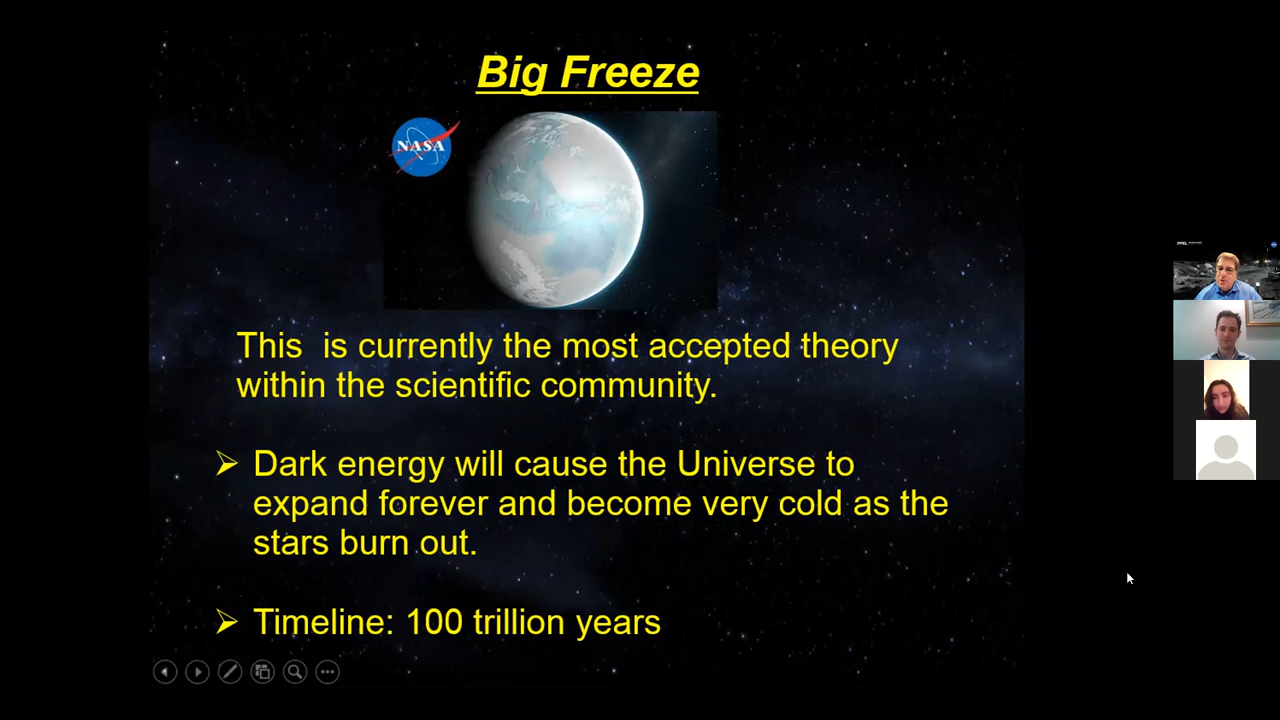 Big Freeze
NASA
This is currently the most accepted theory
within the scientific community.
➢ Dark energy will cause the Universe to
expand forever and become very cold as the
stars burn out.
➢ Timeline: 100 trillion years